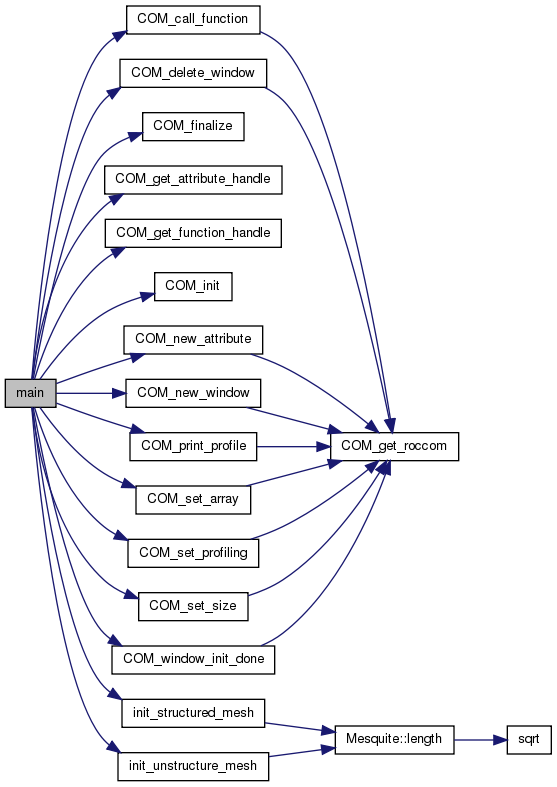 COM_call_function
COM_delete_window
COM_finalize
COM_get_attribute_handle
COM_get_function_handle
COM_init
COM_new_attribute
main
COM_new_window
COM_print_profile
COM_get_roccom
COM_set_array
COM_set_profiling
COM_set_size
COM_window_init_done
init_structured_mesh
Mesquite::length
sqrt
init_unstructure_mesh